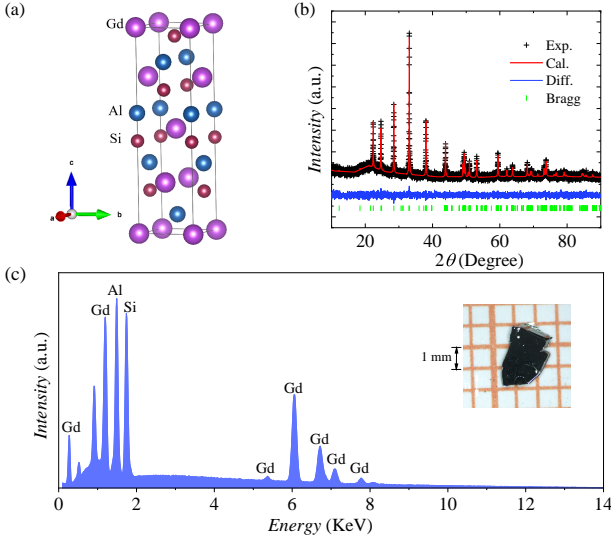 (a)
Gd
Al
Si
c
a
b
(b)
Intensity (a.u.)
Exp.
Cal.
Diff.
Bragg
20 40 60 80
2θ (Degree)
(c)
Intensity (a.u.)
Gd
Gd
Al
Si
Gd
Gd
Gd
Gd
Gd
1 mm
0 2 4 6 8 10 12 14
Energy (KeV)